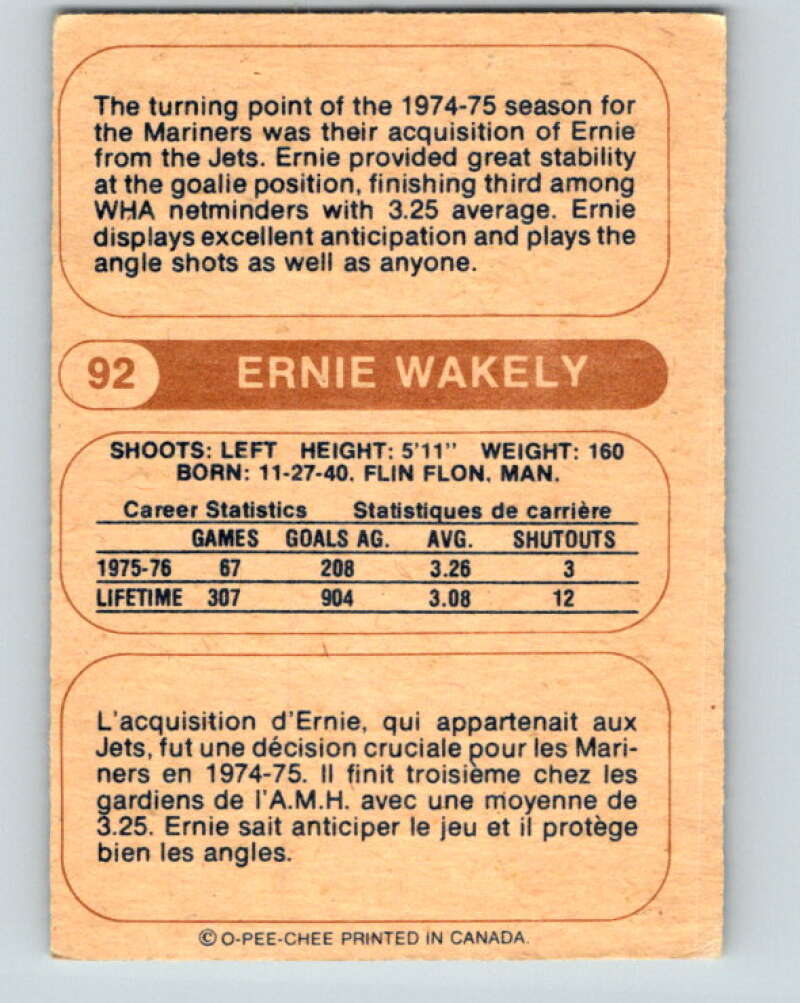 The turning point of the 1974-75 season for
the Mariners was their acquisition of Ernie
from the Jets. Ernie provided great stability
at the goalie position, finishing third among
WHA netminders with 3.25 average. Ernie
displays excellent anticipation and plays the
angle shots as well as anyone.
92 ERNIE WAKELY
SHOOTS: LEFT HEIGHT: 5'11" WEIGHT: 160
BORN: 11-27-40. FLIN FLON, MAN.
Career Statistics Statistiques de carrière
GAMES GOALS AG. AVG. SHUTOUTS
1975-76 67 208 3.26 3
LIFETIME 307 904 3.08 12
L'acquisition d'Ernie, qui appartenait aux
Jets, fut une décision cruciale pour les Mari-
ners en 1974-75. Il finit troisième chez les
gardiens de l'A.M.H. avec une moyenne de
3.25. Ernie sait anticiper le jeu et il protège
bien les angles.
© O-PEE-CHEE PRINTED IN CANADA.